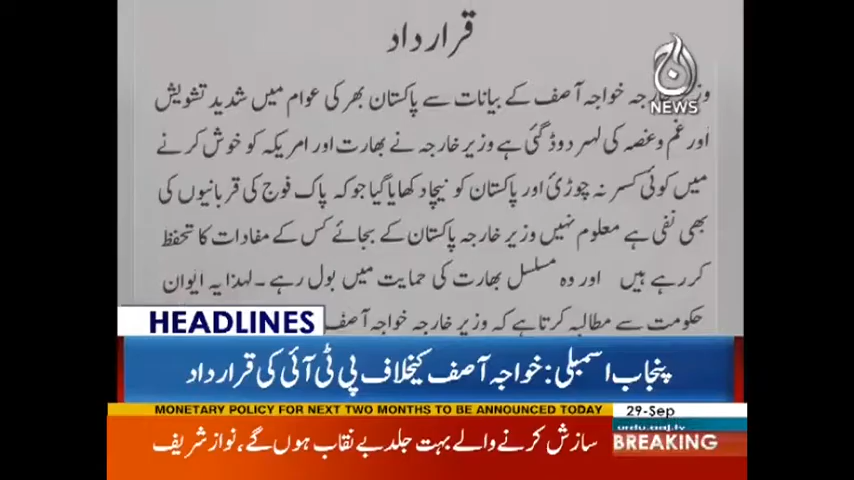 قرارداد
وزیر خارجہ خواجہ آصف کے بیانات سے پاکستان بھر کی عوام میں شدید تشویش
اور غم و غصہ کی لہر دوڈ گئی ہے وزیر خارجہ نے بھارت اور امریکہ کو خوش کرنے
میں کوئی کسر نہ چوڑی اور پاکستان کو نیچا دکھایا گیا جو کہ پاک فوج کی قربانیوں کی
بھی نفی ہے معلوم نہیں وزیر خارجہ پاکستان کے بجائے کس کے مفادات کا تحفظ
کر رہے ہیں اور وہ مسلسل بھارت کی حمایت میں بول رہے ۔ لہذا یہ ایوان
حکومت سے مطالبہ کرتا ہے کہ وزیر خارجہ خواجہ آصف
آج
NEWS
HEADLINES
پنجاب اسمبلی: خواجہ آصف کیخلاف پی ٹی آئی کی قرارداد
MONETARY POLICY FOR NEXT TWO MONTHS TO BE ANNOUNCED TODAY
29-Sep
urdu.aaj.tv
BREAKING
سازش کرنے والے بہت جلد بے نقاب ہوں گے، نواز شریف